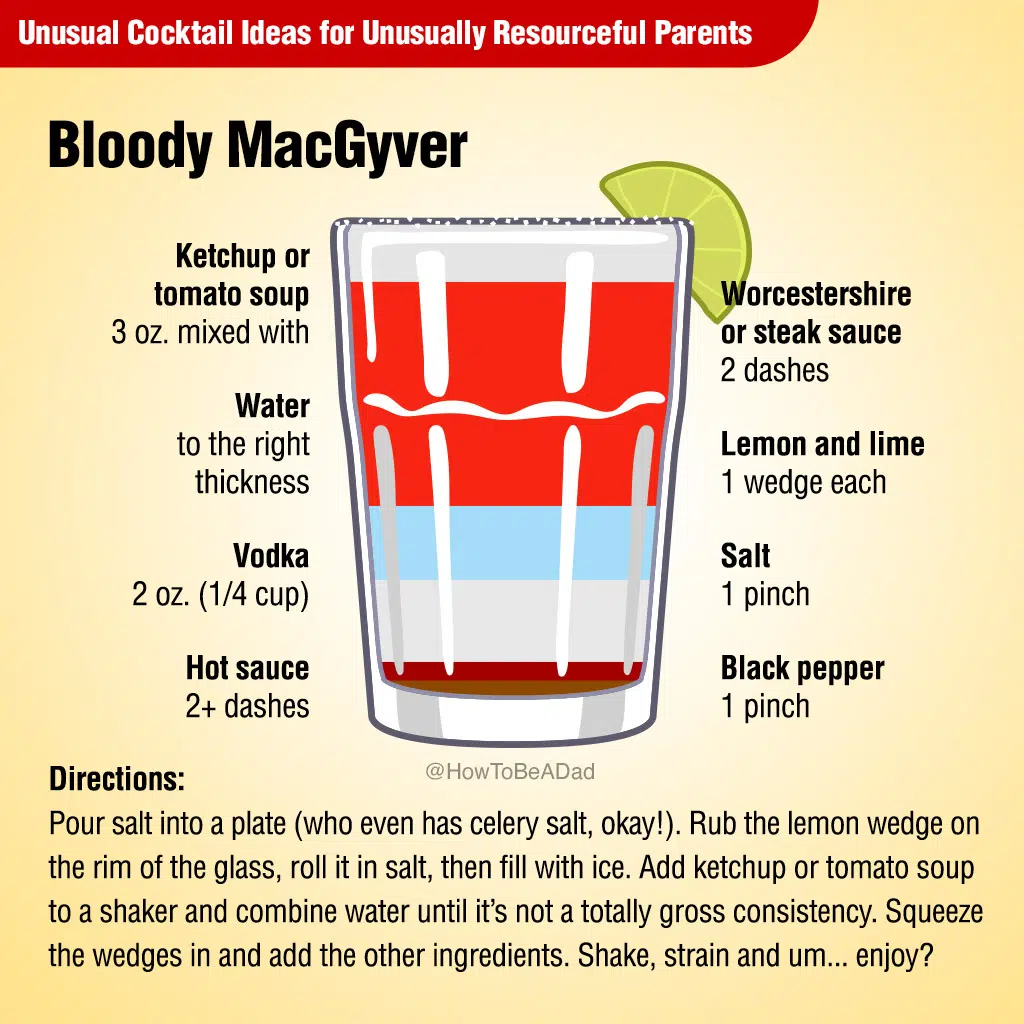 Unusual Cocktail Ideas for Unusually Resourceful Parents
Bloody MacGyver
Ketchup or
tomato soup
3 oz. mixed with
Water
to the right
thickness
Vodka
2 oz. (1/4 cup)
Hot sauce
2+ dashes
Worcestershire
or steak sauce
2 dashes
Lemon and lime
1 wedge each
Salt
1 pinch
Black pepper
1 pinch
@HowToBeADad
Directions:
Pour salt into a plate (who even has celery salt, okay!). Rub the lemon wedge on
the rim of the glass, roll it in salt, then fill with ice. Add ketchup or tomato soup
to a shaker and combine water until it’s not a totally gross consistency. Squeeze
the wedges in and add the other ingredients. Shake, strain and um... enjoy?